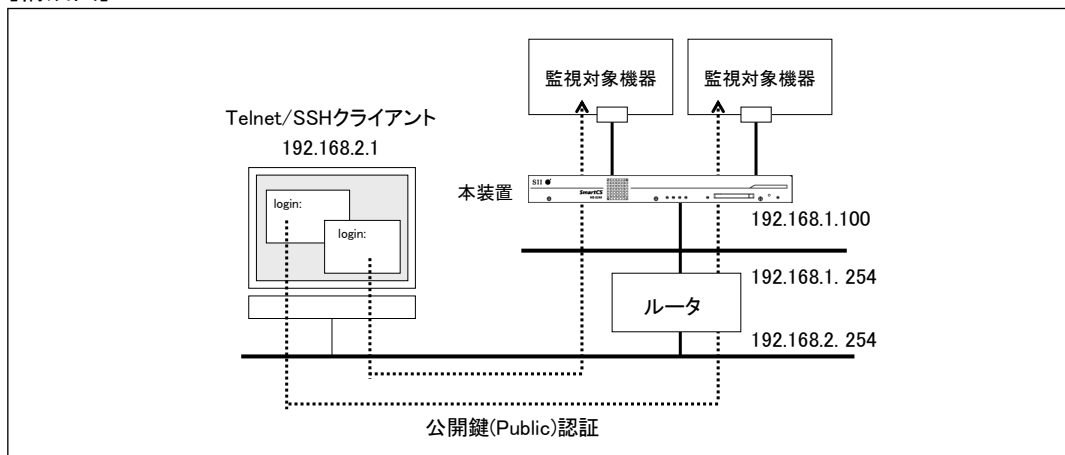 監視対象機器
監視対象機器
Telnet/SSHクライアント
192.168.2.1
login:
login:
本装置
SII
SmartCS
192.168.1.100
192.168.1. 254
ルータ
192.168.2. 254
公開鍵(Public)認証